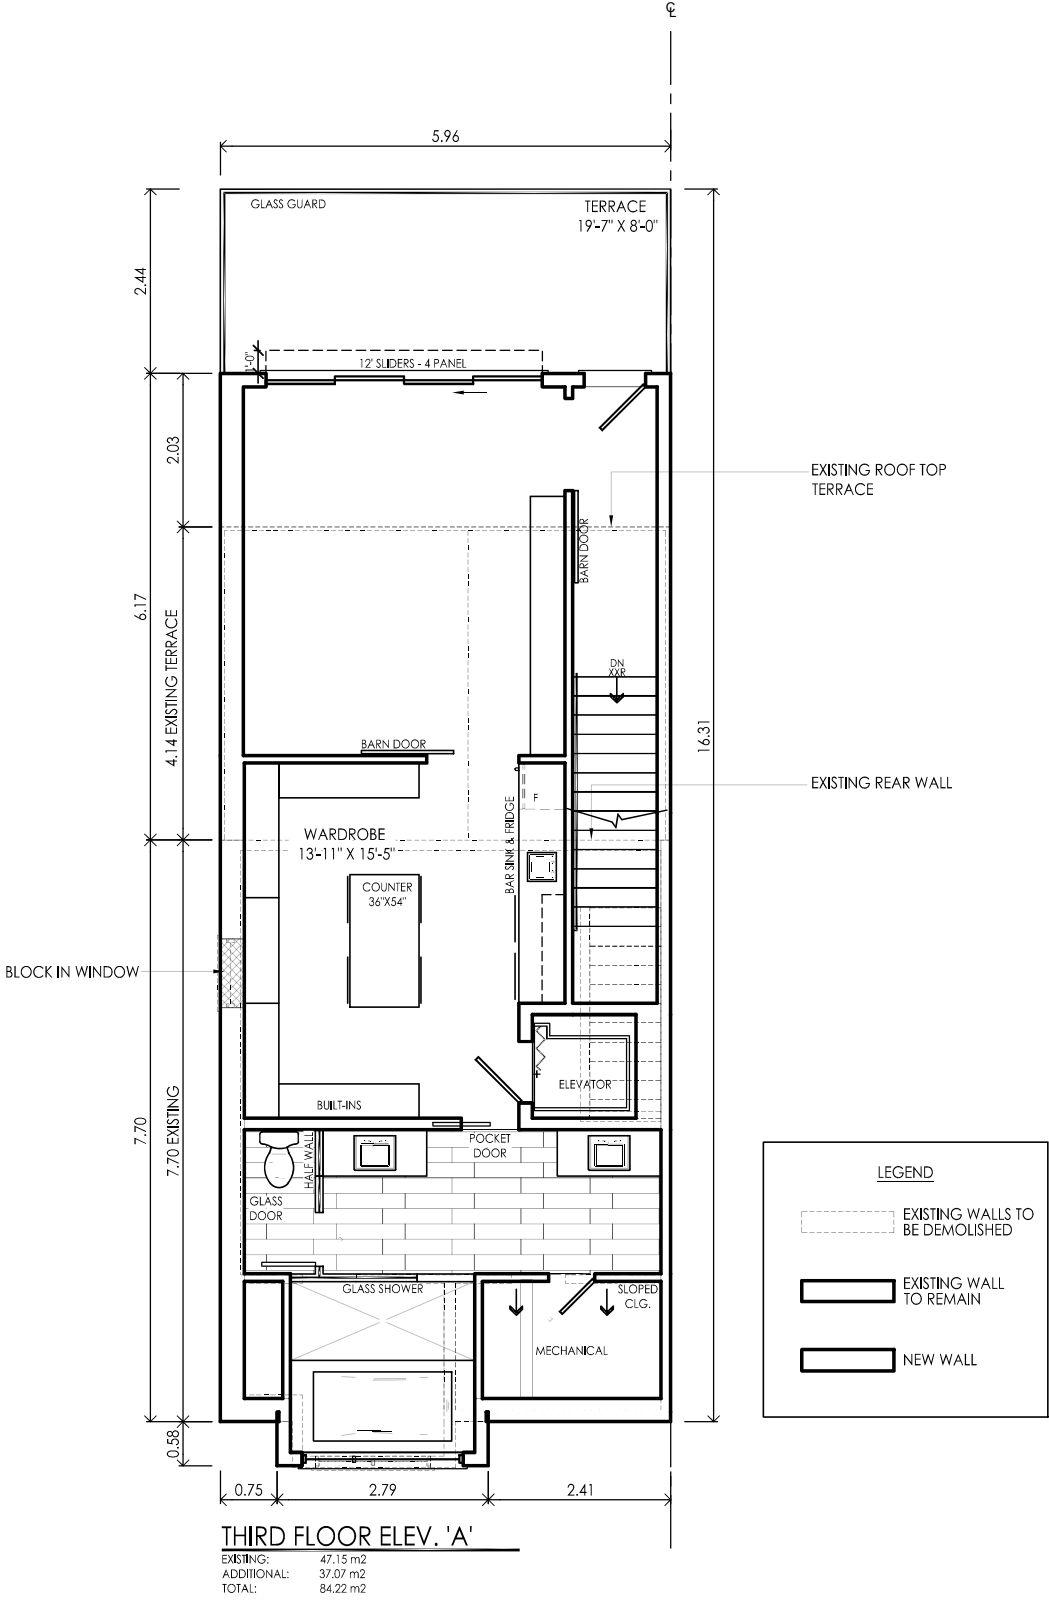 ℄
5.96
GLASS GUARD
TERRACE
19'-7" X 8'-0"
2.44
1'-0"
12' SLIDERS - 4 PANEL
2.03
EXISTING ROOF TOP
TERRACE
BARN DOOR
6.17
4.14 EXISTING TERRACE
DN
XXR
16.31
BARN DOOR
EXISTING REAR WALL
F
BAR SINK & FRIDGE
WARDROBE
13'-11" X 15'-5"
COUNTER
36"X54"
BLOCK IN WINDOW
ELEVATOR
BUILT-INS
7.70
7.70 EXISTING
HALF WALL
POCKET
DOOR
GLASS
DOOR
GLASS SHOWER
SLOPED
CLG.
MECHANICAL
LEGEND
EXISTING WALLS TO
BE DEMOLISHED
EXISTING WALL
TO REMAIN
NEW WALL
0.58
0.75
2.79
2.41
THIRD FLOOR ELEV. 'A'
EXISTING: 47.15 m2
ADDITIONAL: 37.07 m2
TOTAL: 84.22 m2